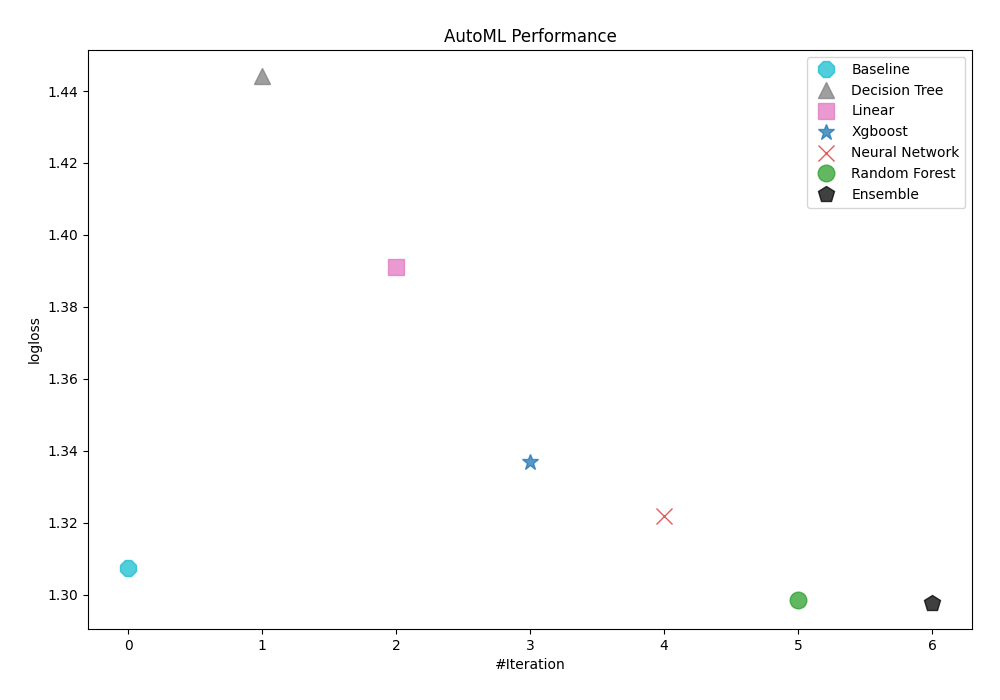 AutoML Performance
Baseline
Decision Tree
Linear
Xgboost
Neural Network
Random Forest
Ensemble
logloss
1.44
1.42
1.40
1.38
1.36
1.34
1.32
1.30
0 1 2 3 4 5 6
#Iteration